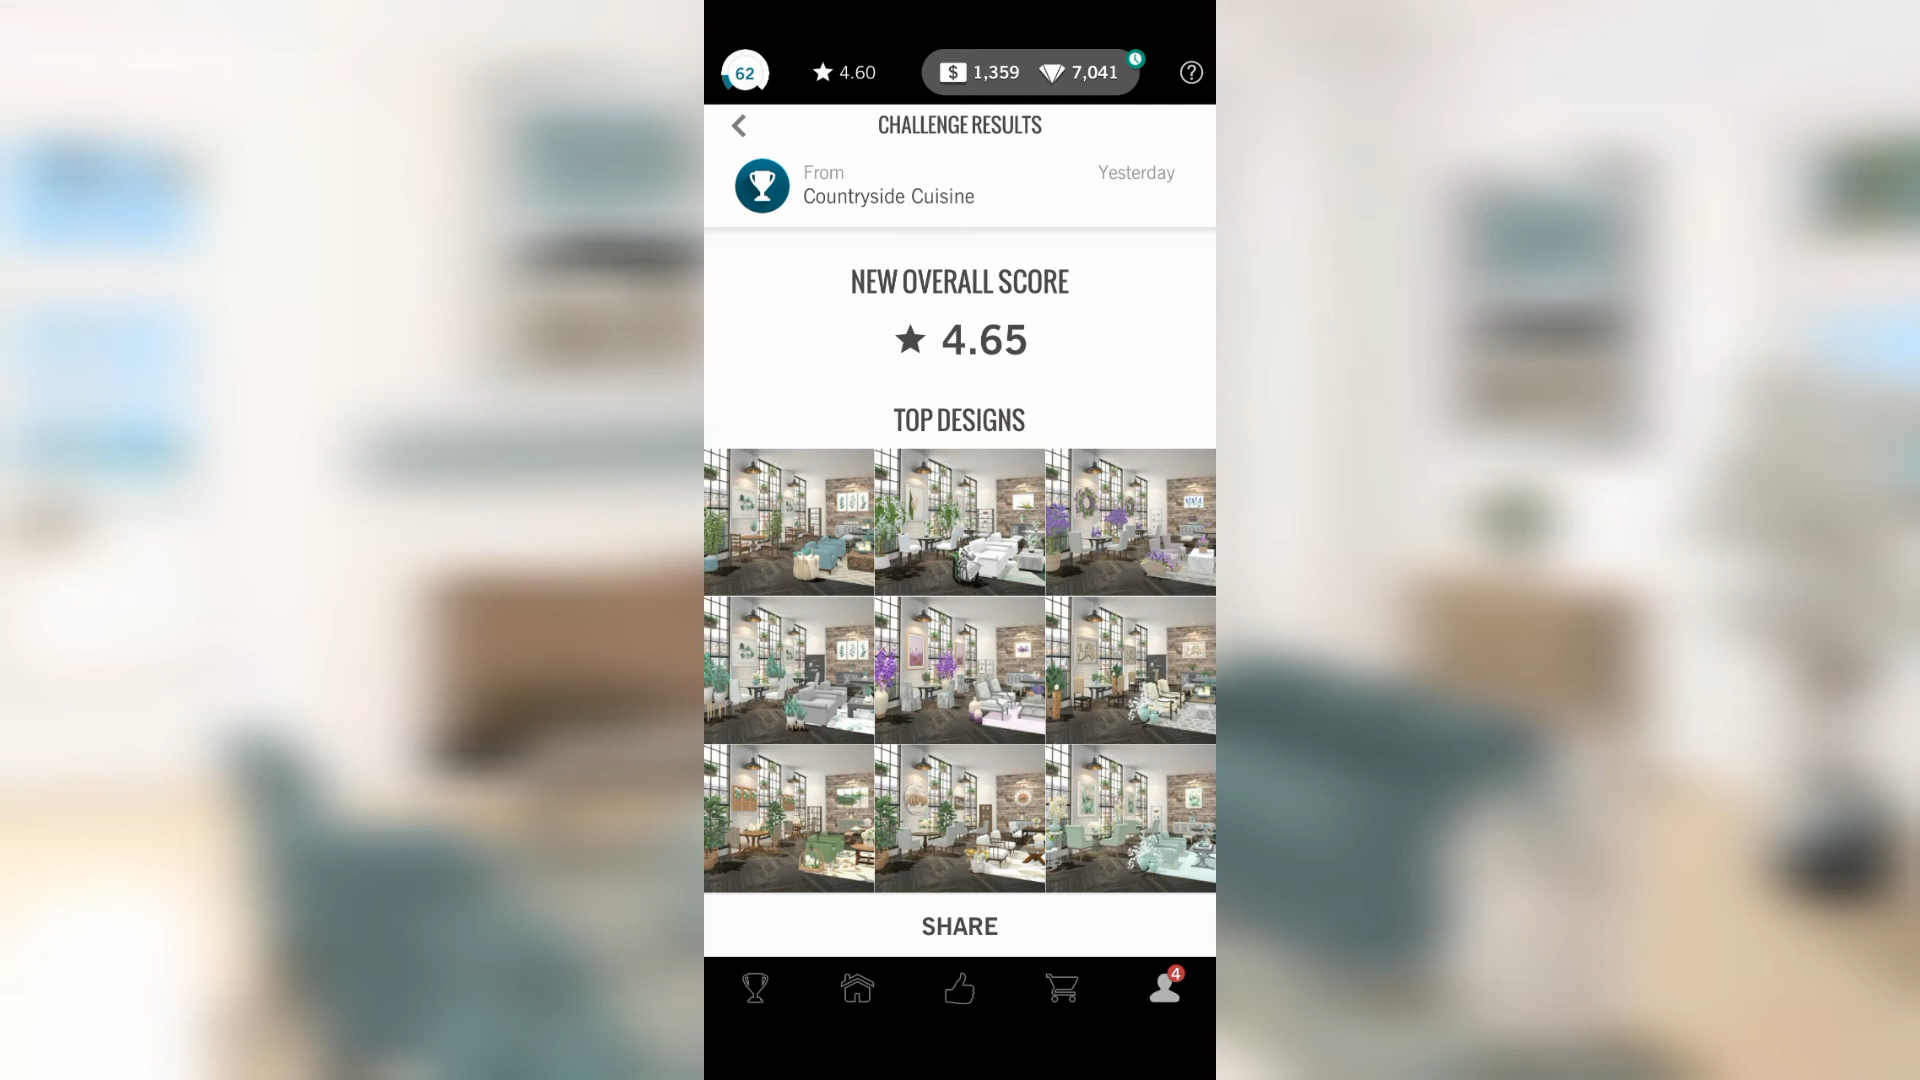 62
4.60
$ 1,359
7,041
?
CHALLENGE RESULTS
From
Yesterday
Countryside Cuisine
NEW OVERALL SCORE
4.65
TOP DESIGNS
SHARE
4